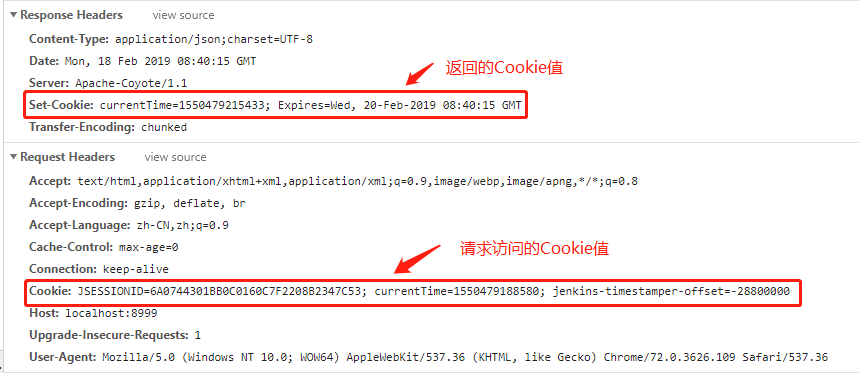 Response Headers view source
Content-Type: application/json;charset=UTF-8
Date: Mon, 18 Feb 2019 08:40:15 GMT
返回的Cookie值
Server: Apache-Coyote/1.1
Set-Cookie: currentTime=1550479215433; Expires=Wed, 20-Feb-2019 08:40:15 GMT
Transfer-Encoding: chunked
Request Headers view source
Accept: text/html,application/xhtml+xml,application/xml;q=0.9,image/webp,image/apng,*/*;q=0.8
Accept-Encoding: gzip, deflate, br
Accept-Language: zh-CN,zh;q=0.9
Cache-Control: max-age=0
请求访问的Cookie值
Connection: keep-alive
Cookie: JSESSIONID=6A0744301BB0C0160C7F2208B2347C53; currentTime=1550479188580; jenkins-timestamper-offset=-28800000
Host: localhost:8999
Upgrade-Insecure-Requests: 1
User-Agent: Mozilla/5.0 (Windows NT 10.0; WOW64) AppleWebKit/537.36 (KHTML, like Gecko) Chrome/72.0.3626.109 Safari/537.36